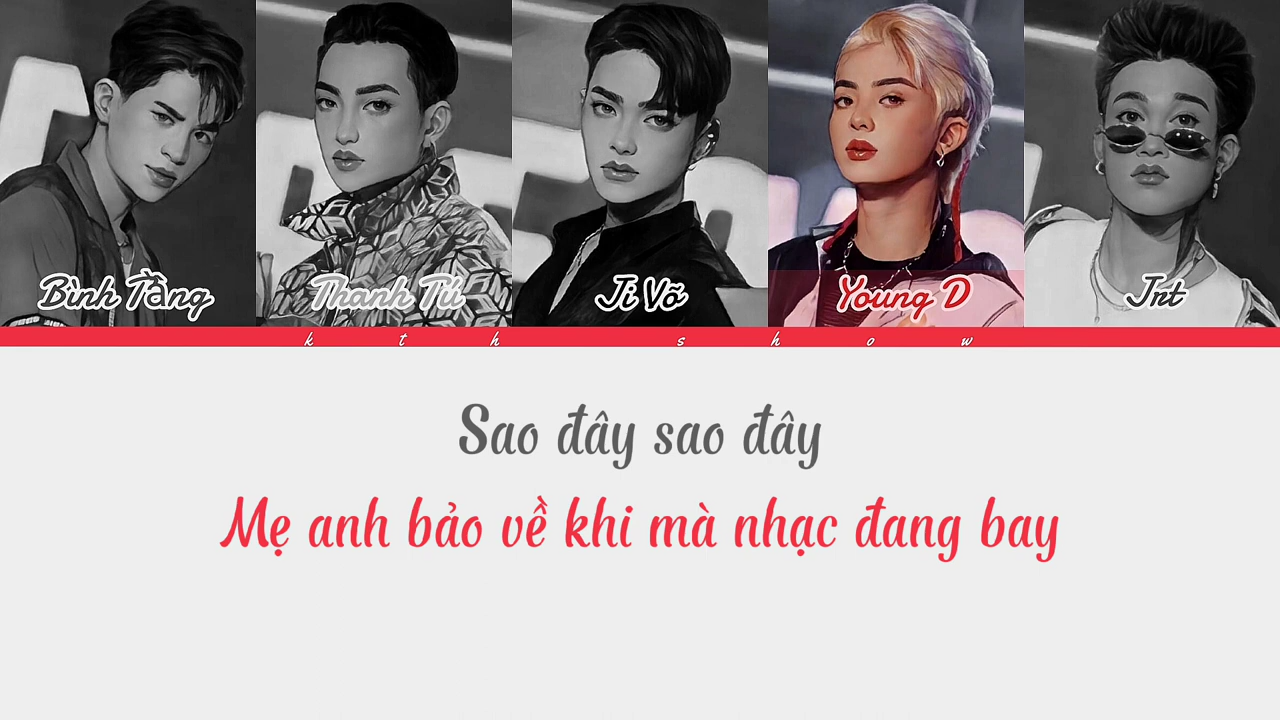 Bình Tầng Thanh Tú Ji Võ Young D Jrt
k t h s h o w
Sao đây sao đây
Mẹ anh bảo về khi mà nhạc đang bay